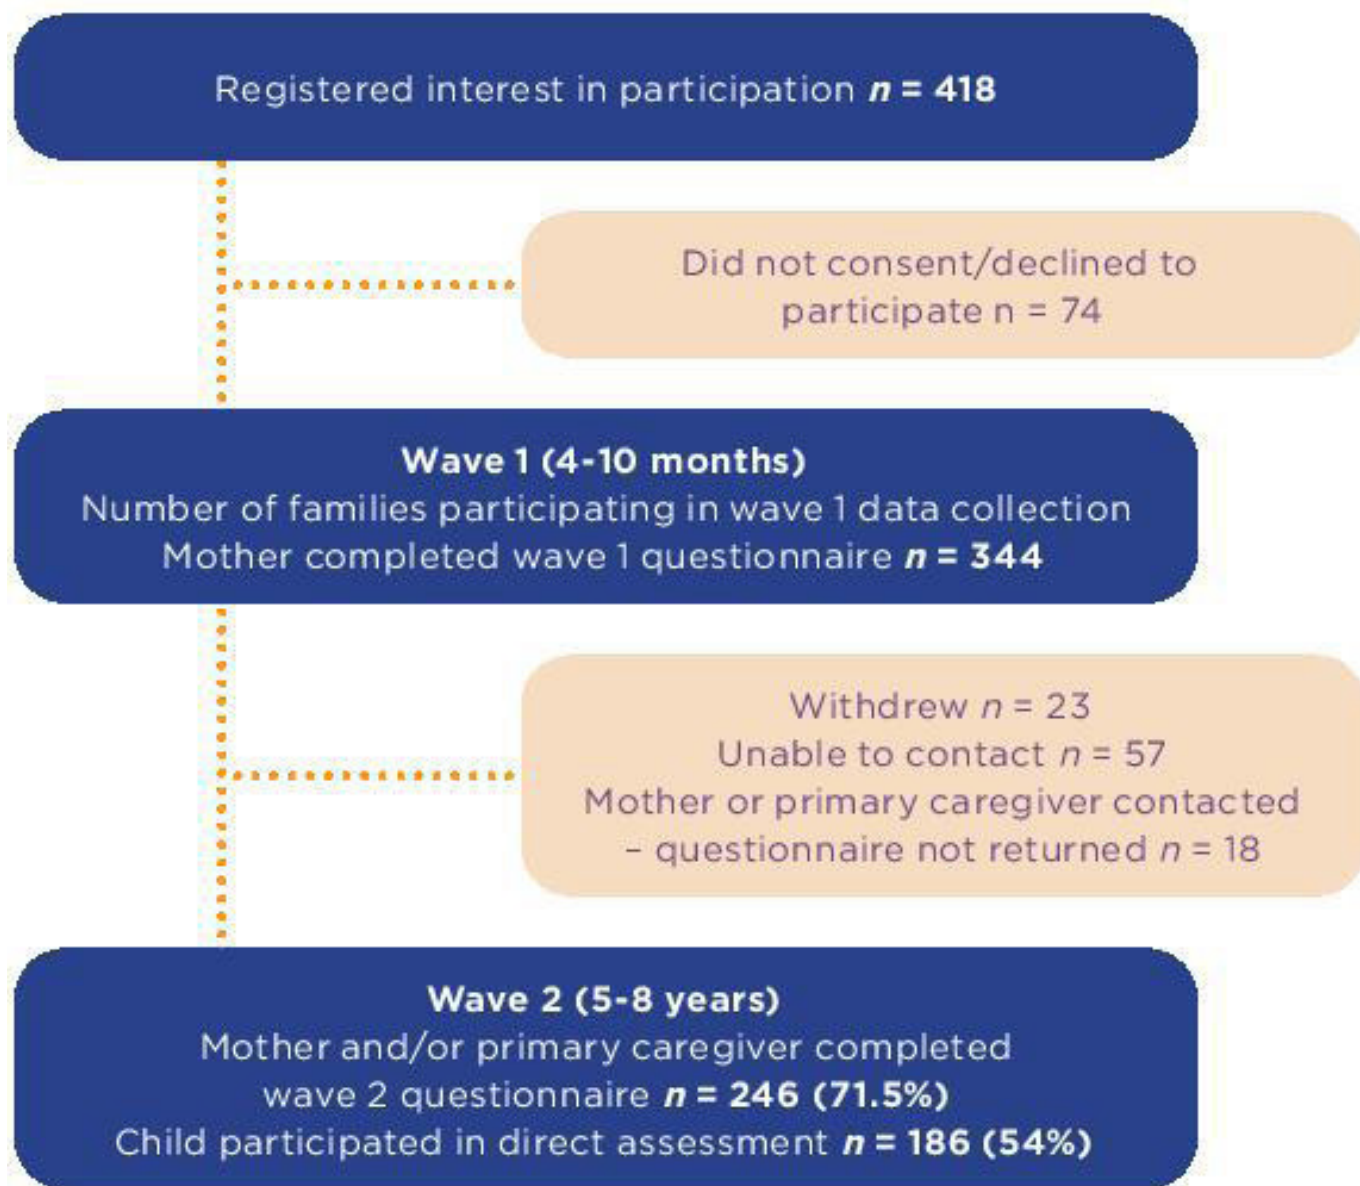 Registered interest in participation n = 418
Did not consent/declined to
participate n = 74
Wave 1 (4-10 months)
Number of families participating in wave 1 data collection
Mother completed wave 1 questionnaire n = 344
Withdrew n = 23
Unable to contact n = 57
Mother or primary caregiver contacted
– questionnaire not returned n = 18
Wave 2 (5-8 years)
Mother and/or primary caregiver completed
wave 2 questionnaire n = 246 (71.5%)
Child participated in direct assessment n = 186 (54%)